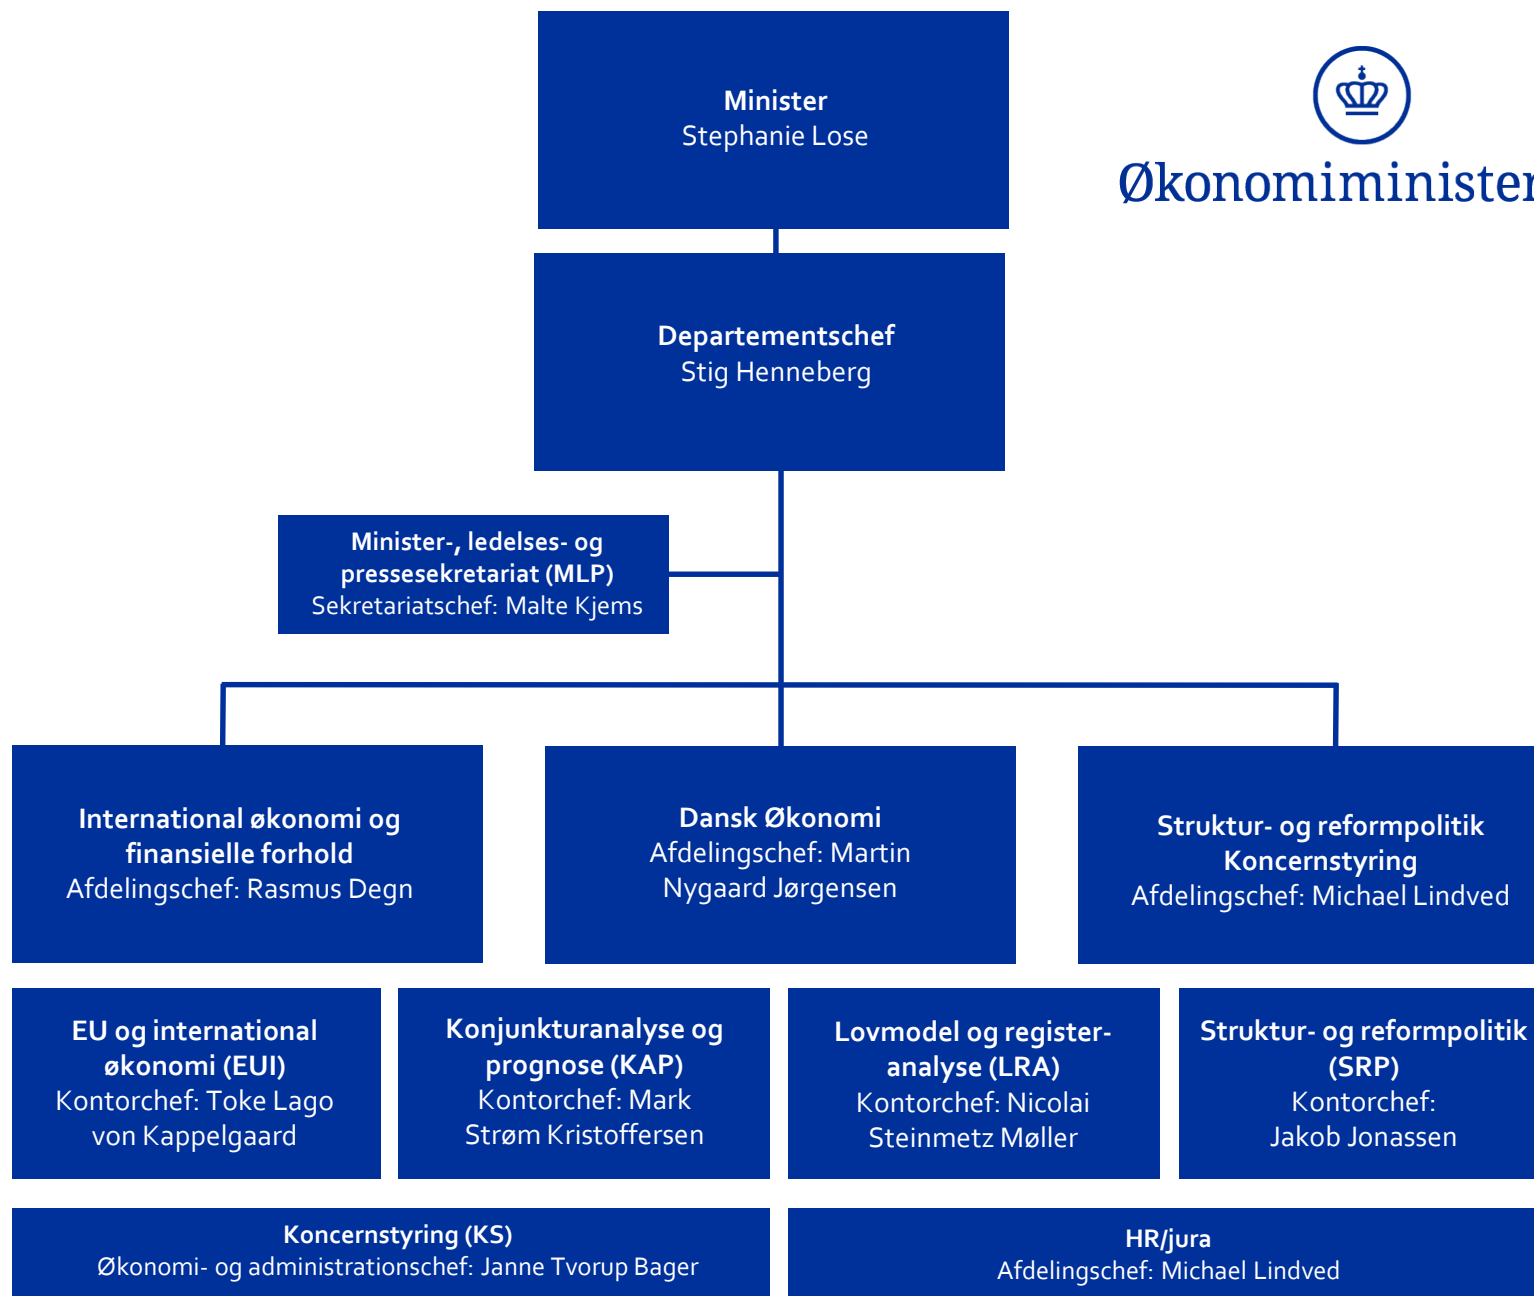 Minister
Stephanie Lose
Økonomiminister
Departementschef
Stig Henneberg
Minister-, ledelses- og
pressesekretariat (MLP)
Sekretariatschef: Malte Kjems
International økonomi og
finansielle forhold
Afdelingschef: Rasmus Degn
Dansk Økonomi
Afdelingschef: Martin
Nygaard Jørgensen
Struktur- og reformpolitik
Koncernstyring
Afdelingschef: Michael Lindved
EU og international
økonomi (EUI)
Kontorchef: Toke Lago
von Kappelgaard
Konjunkturanalyse og
prognose (KAP)
Kontorchef: Mark
Strøm Kristoffersen
Lovmodel og register-
analyse (LRA)
Kontorchef: Nicolai
Steinmetz Møller
Struktur- og reformpolitik
(SRP)
Kontorchef:
Jakob Jonassen
Koncernstyring (KS)
Økonomi- og administrationschef: Janne Tvorup Bager
HR/jura
Afdelingschef: Michael Lindved